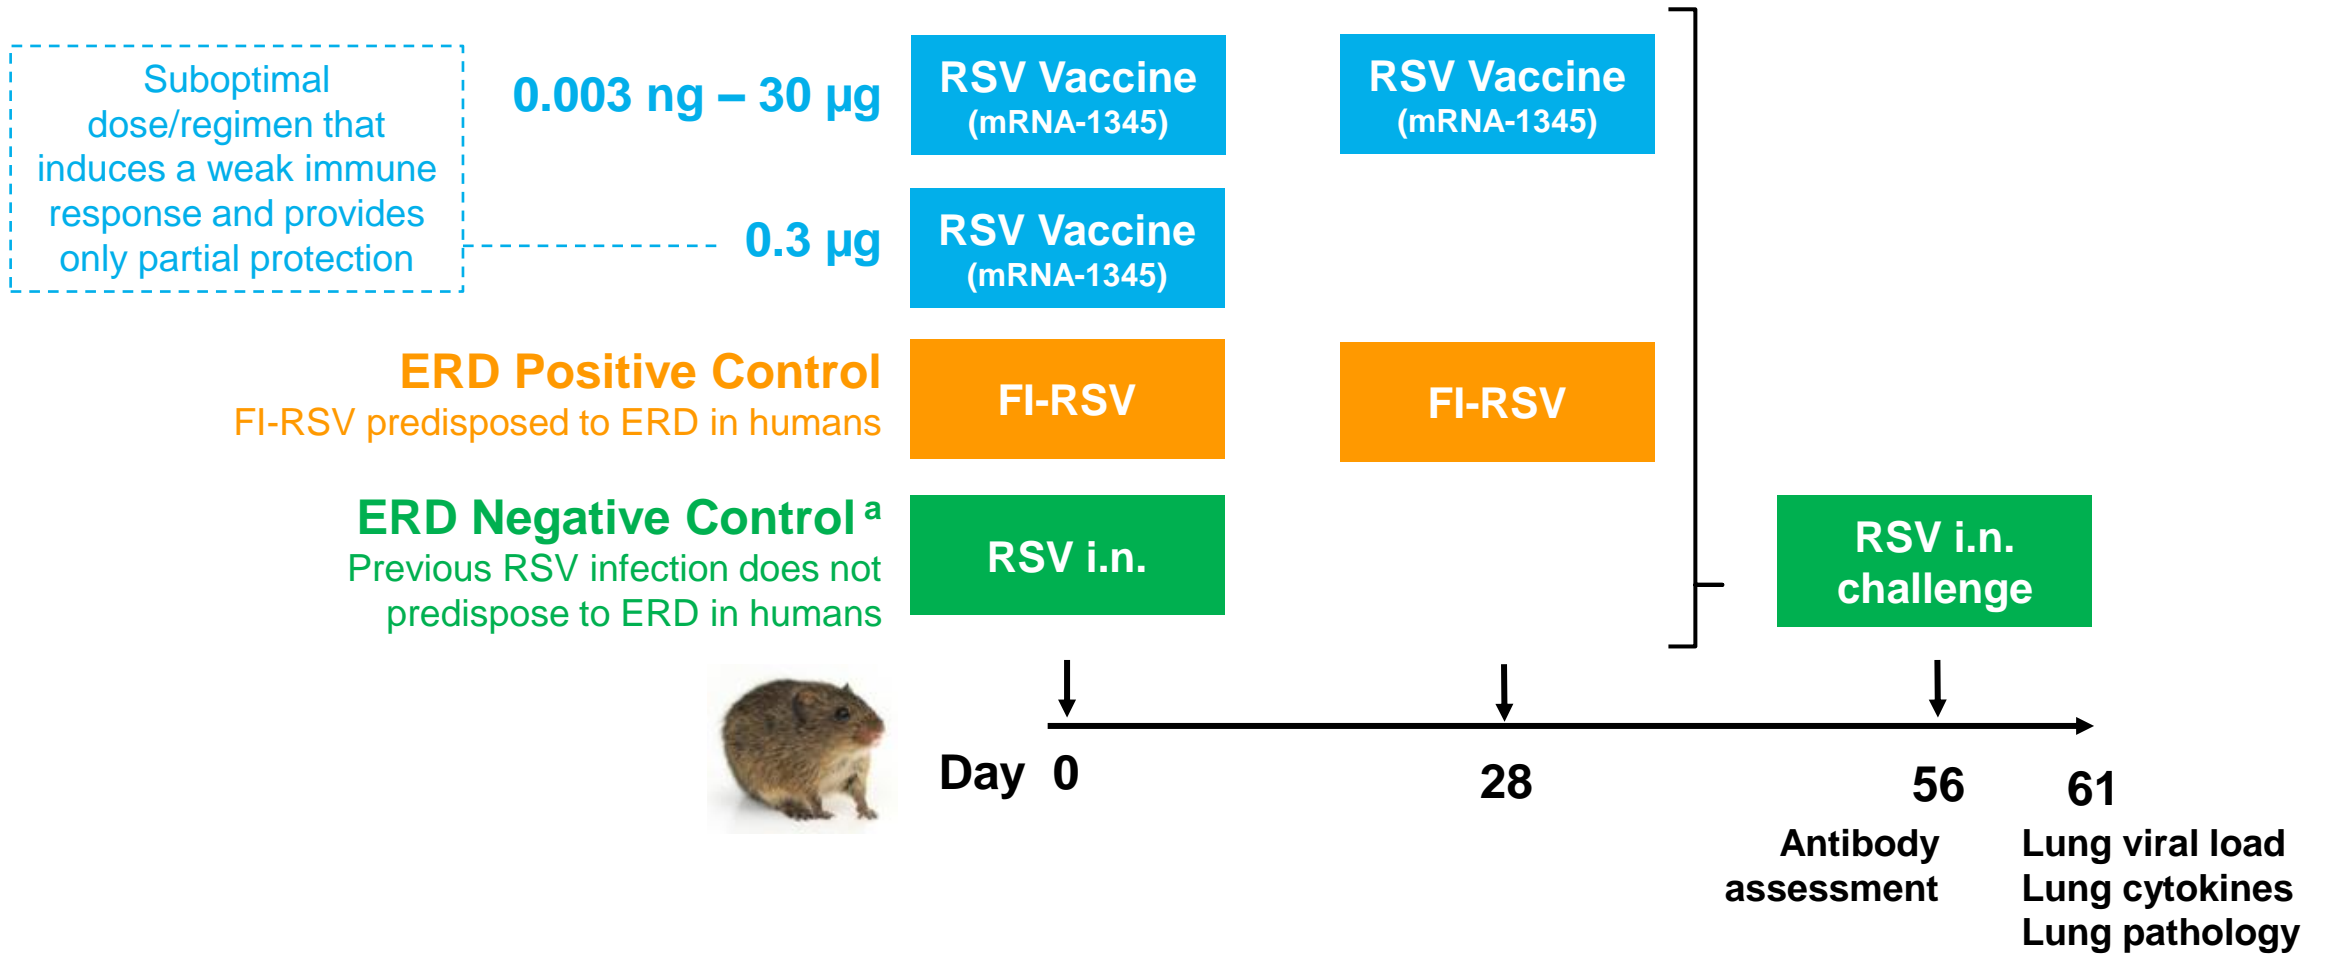 Suboptimal
dose/regimen that
induces a weak immune
response and provides
only partial protection
0.003 ng – 30 µg
RSV Vaccine
(mRNA-1345)
RSV Vaccine
(mRNA-1345)
0.3 µg
RSV Vaccine
(mRNA-1345)
ERD Positive Control
FI-RSV predisposed to ERD in humans
FI-RSV
FI-RSV
ERD Negative Control a
Previous RSV infection does not
predispose to ERD in humans
RSV i.n.
RSV i.n.
challenge
Day 0
28
56
61
Antibody
assessment
Lung viral load
Lung cytokines
Lung pathology